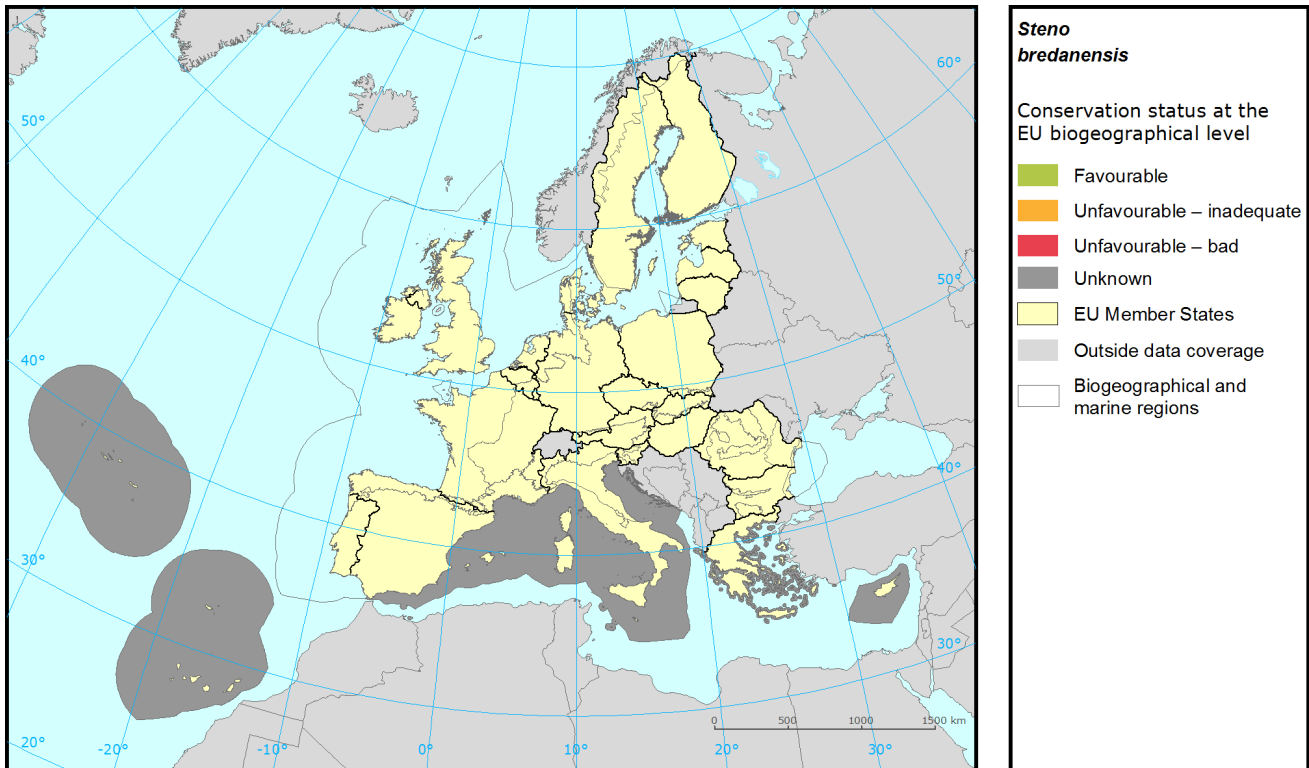 Steno
bredanensis
Conservation status at the
EU biogeographical level
Favourable
Unfavourable – inadequate
Unfavourable – bad
Unknown
EU Member States
Outside data coverage
Biogeographical and
marine regions
60°
50°
50°
40°
40°
30°
30°
0 500 1000 1500 km
20° -20° -10° 0° 10° 20° 30°